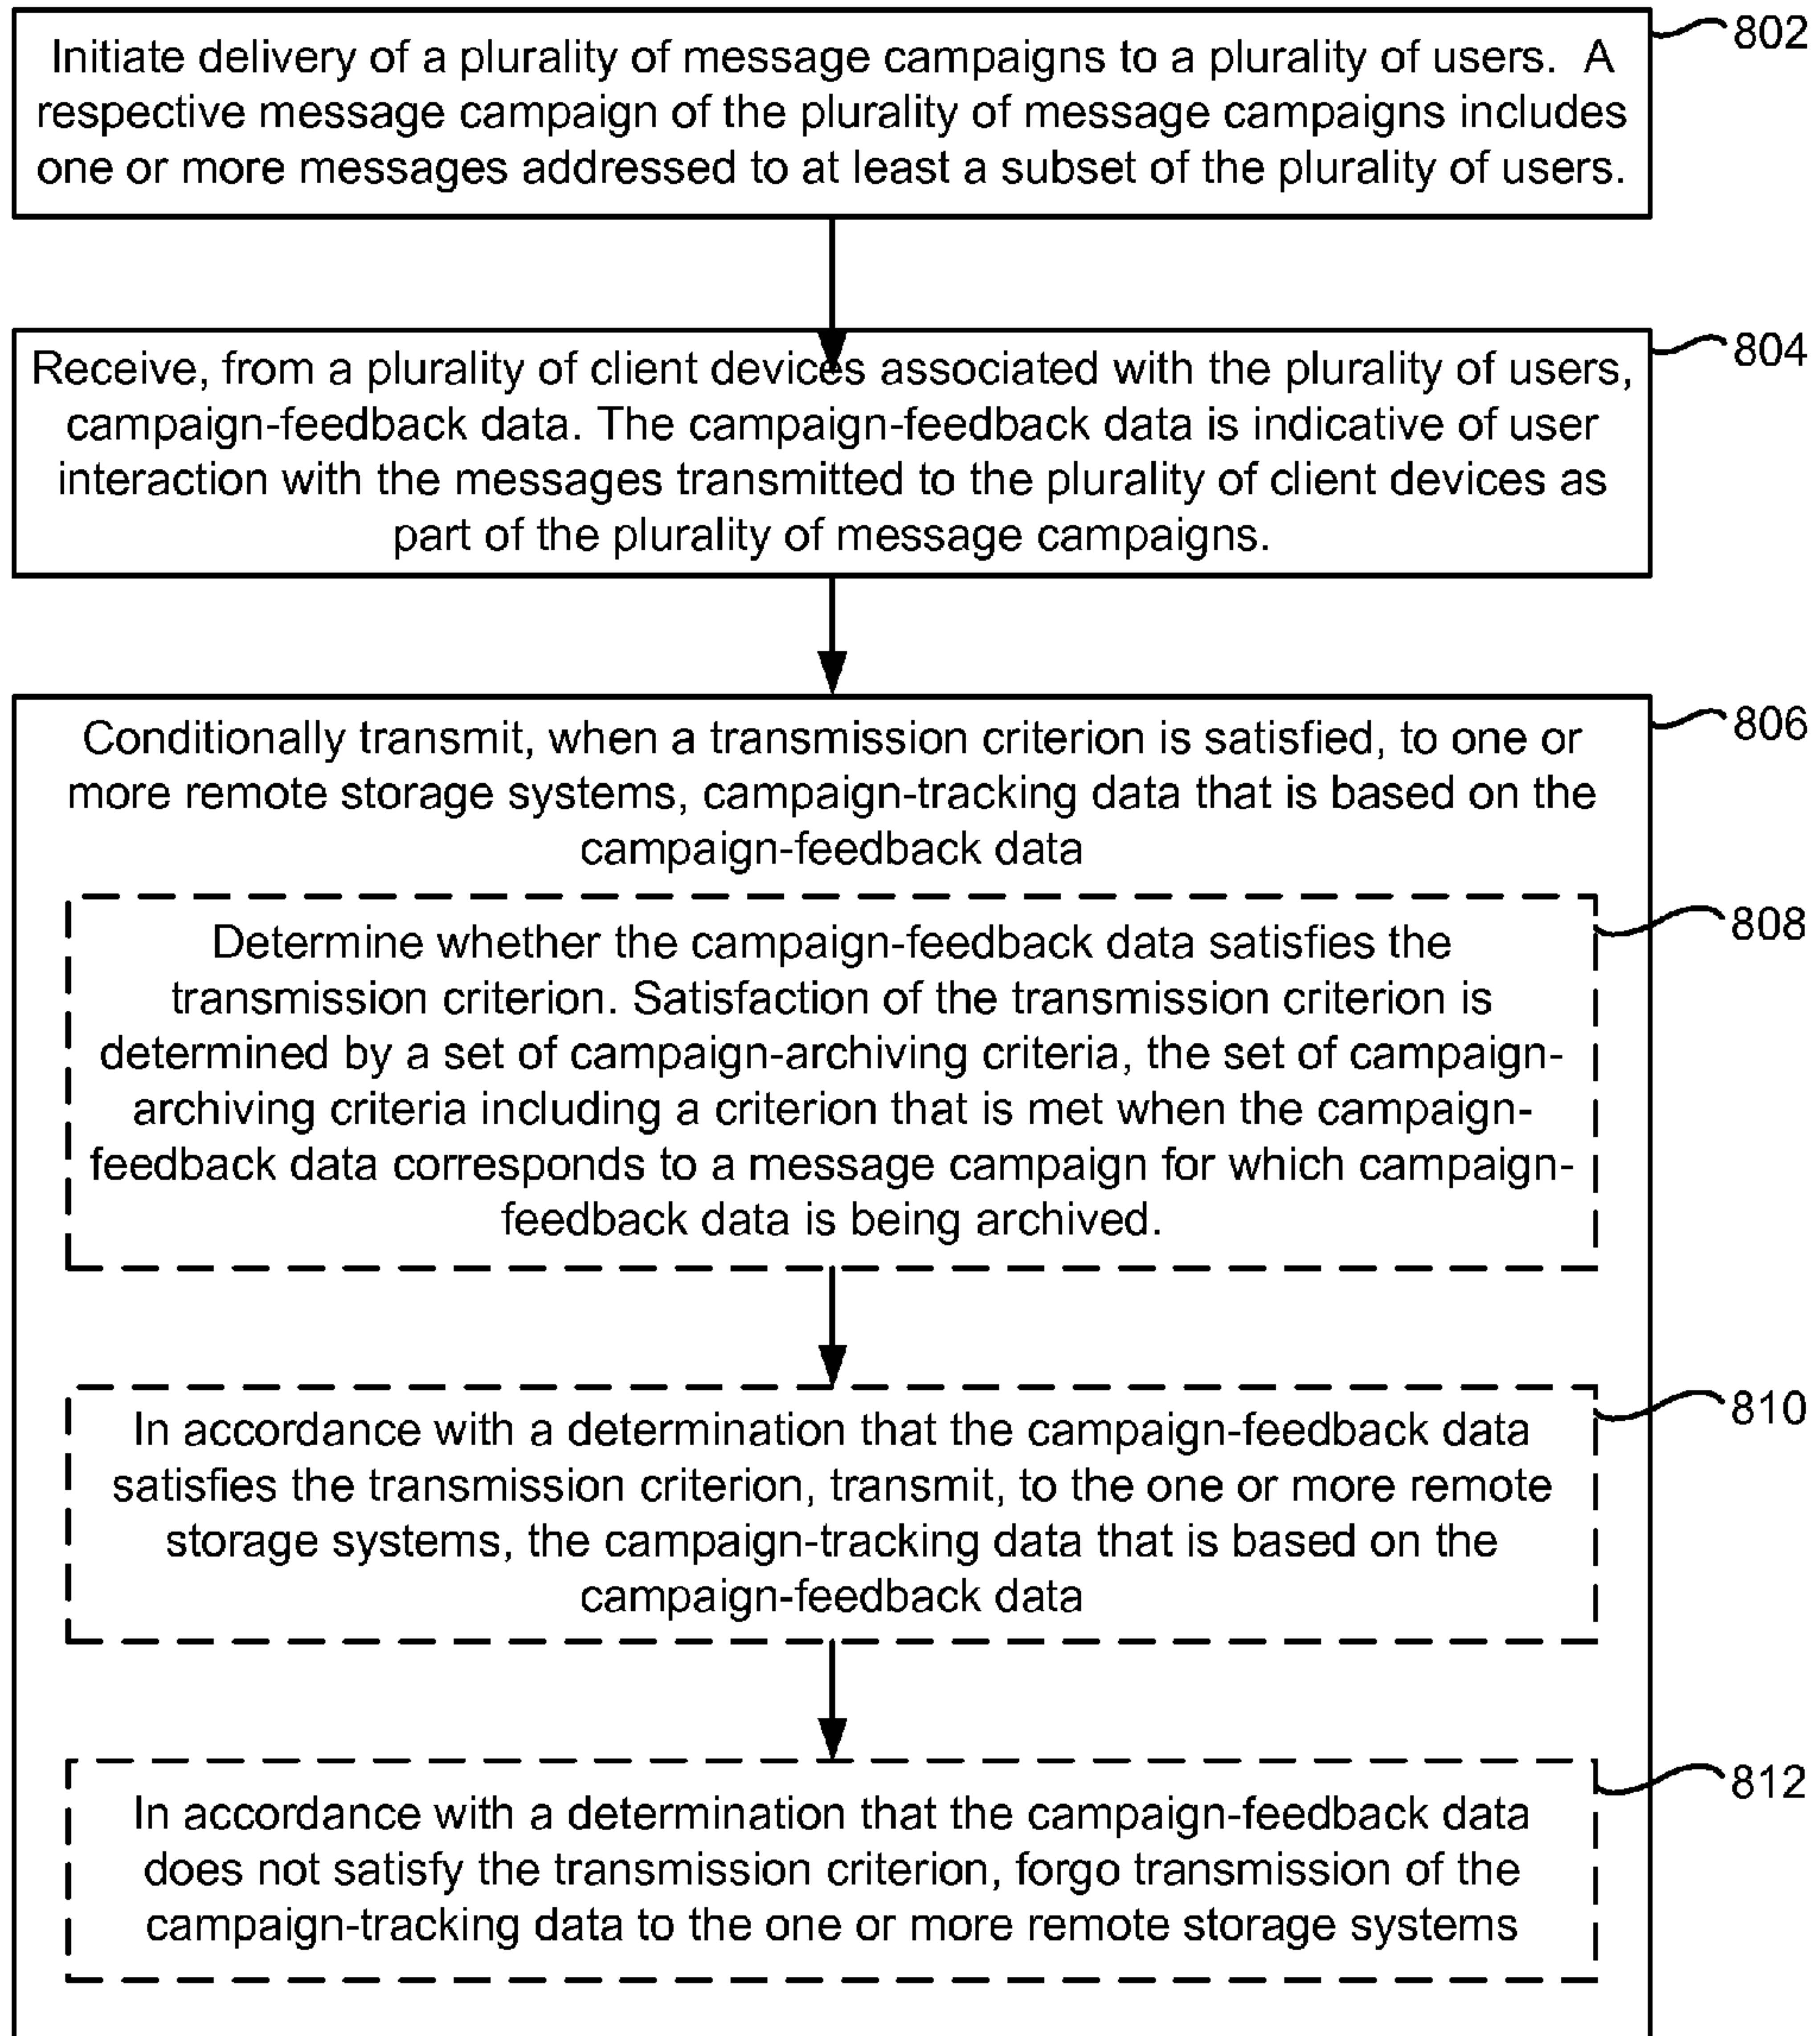 Initiate delivery of a plurality of message campaigns to a plurality of users.  A
respective message campaign of the plurality of message campaigns includes
one or more messages addressed to at least a subset of the plurality of users.
802
Receive, from a plurality of client devices associated with the plurality of users,
campaign-feedback data. The campaign-feedback data is indicative of user
interaction with the messages transmitted to the plurality of client devices as
part of the plurality of message campaigns.
804
Conditionally transmit, when a transmission criterion is satisfied, to one or
more remote storage systems, campaign-tracking data that is based on the
campaign-feedback data
806
Determine whether the campaign-feedback data satisfies the
transmission criterion. Satisfaction of the transmission criterion is
determined by a set of campaign-archiving criteria, the set of campaign-
archiving criteria including a criterion that is met when the campaign-
feedback data corresponds to a message campaign for which campaign-
feedback data is being archived.
808
In accordance with a determination that the campaign-feedback data
satisfies the transmission criterion, transmit, to the one or more remote
storage systems, the campaign-tracking data that is based on the
campaign-feedback data
810
In accordance with a determination that the campaign-feedback data
does not satisfy the transmission criterion, forgo transmission of the
campaign-tracking data to the one or more remote storage systems
812